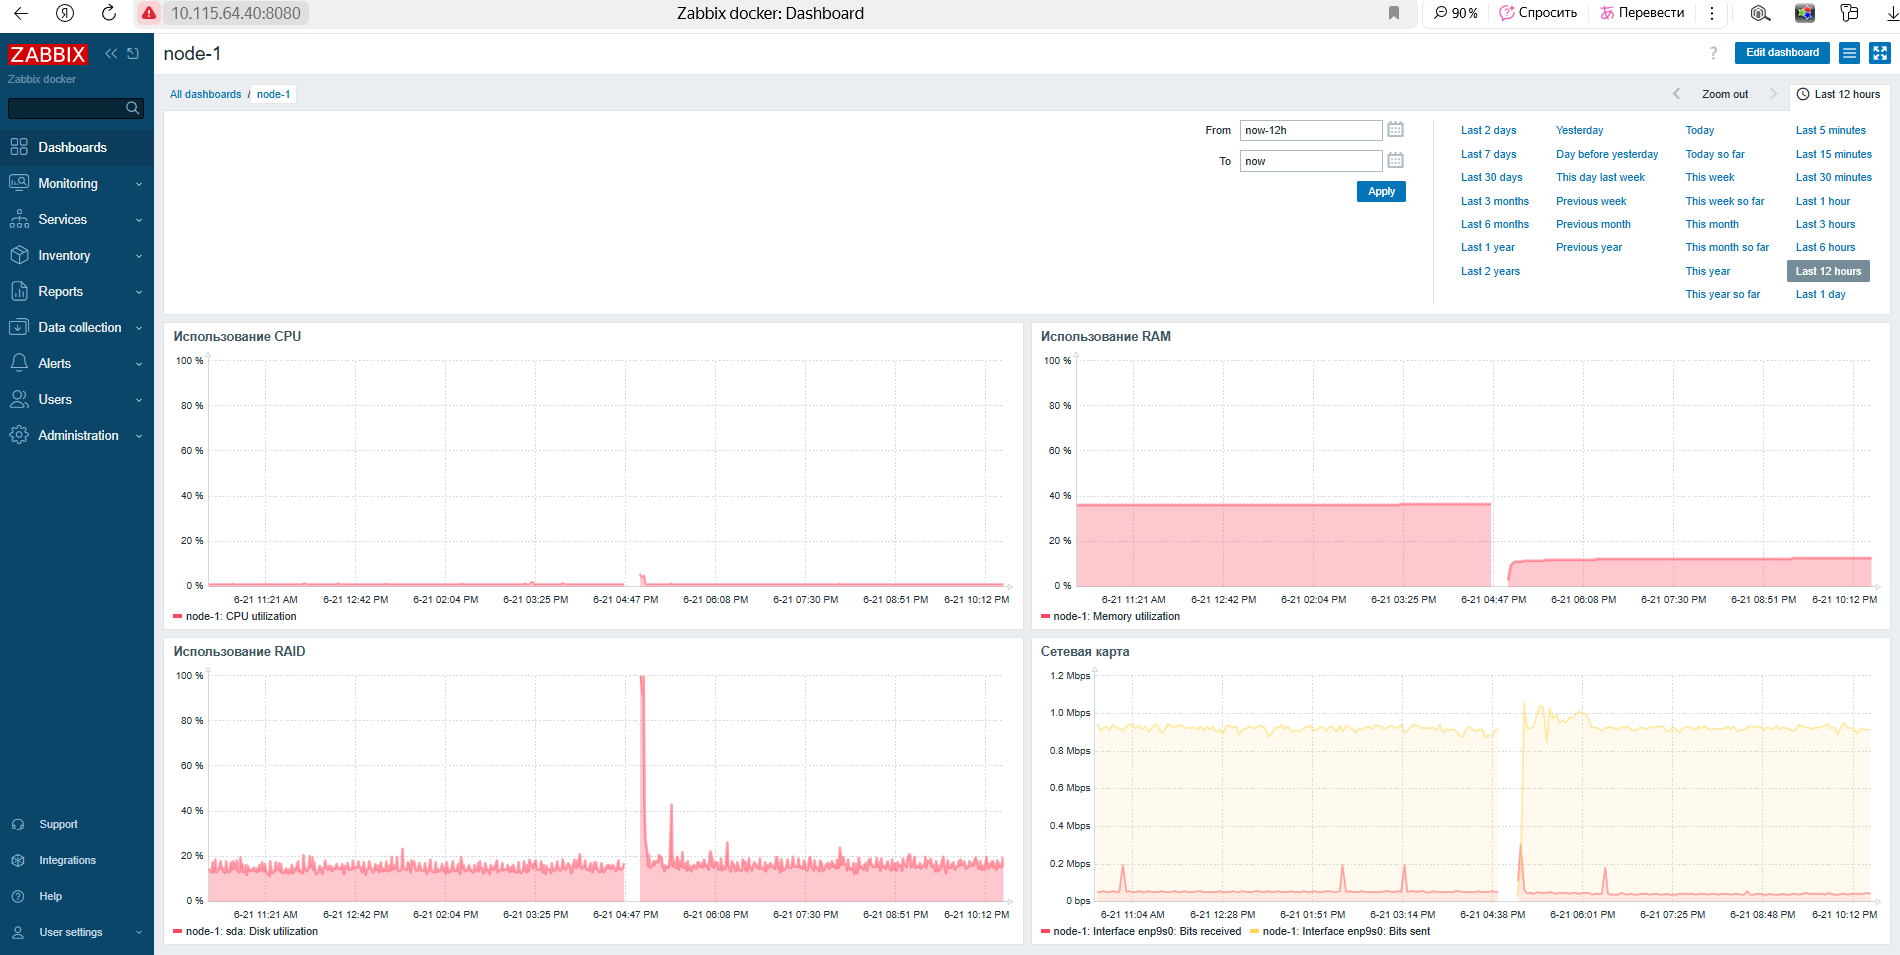 10.115.64.40:8080
Zabbix docker: Dashboard
90%
Спросить
Перевести
ZABBIX
Zabbix docker
Dashboards
Monitoring
Services
Inventory
Reports
Data collection
Alerts
Users
Administration
Support
Integrations
Help
User settings
node-1
?
Edit dashboard
All dashboards / node-1
Zoom out
Last 12 hours
From now-12h
To now
Apply
Last 2 days Yesterday Today Last 5 minutes
Last 7 days Day before yesterday Today so far Last 15 minutes
Last 30 days This day last week This week Last 30 minutes
Last 3 months Previous week This week so far Last 1 hour
Last 6 months Previous month This month Last 3 hours
Last 1 year Previous year This month so far Last 6 hours
Last 2 years This year Last 12 hours
This year so far Last 1 day
Использование CPU
100 %
80 %
60 %
40 %
20 %
0 %
6-21 11:21 AM 6-21 12:42 PM 6-21 02:04 PM 6-21 03:25 PM 6-21 04:47 PM 6-21 06:08 PM 6-21 07:30 PM 6-21 08:51 PM 6-21 10:12 PM
node-1: CPU utilization
Использование RAM
100 %
80 %
60 %
40 %
20 %
0 %
6-21 11:21 AM 6-21 12:42 PM 6-21 02:04 PM 6-21 03:25 PM 6-21 04:47 PM 6-21 06:08 PM 6-21 07:30 PM 6-21 08:51 PM 6-21 10:12 PM
node-1: Memory utilization
Использование RAID
100 %
80 %
60 %
40 %
20 %
0 %
6-21 11:21 AM 6-21 12:42 PM 6-21 02:04 PM 6-21 03:25 PM 6-21 04:47 PM 6-21 06:08 PM 6-21 07:30 PM 6-21 08:51 PM 6-21 10:12 PM
node-1: sda: Disk utilization
Сетевая карта
1.2 Mbps
1.0 Mbps
0.8 Mbps
0.6 Mbps
0.4 Mbps
0.2 Mbps
0 bps
6-21 11:04 AM 6-21 12:28 PM 6-21 01:51 PM 6-21 03:14 PM 6-21 04:38 PM 6-21 06:01 PM 6-21 07:25 PM 6-21 08:48 PM 6-21 10:12 PM
node-1: Interface enp9s0: Bits received node-1: Interface enp9s0: Bits sent